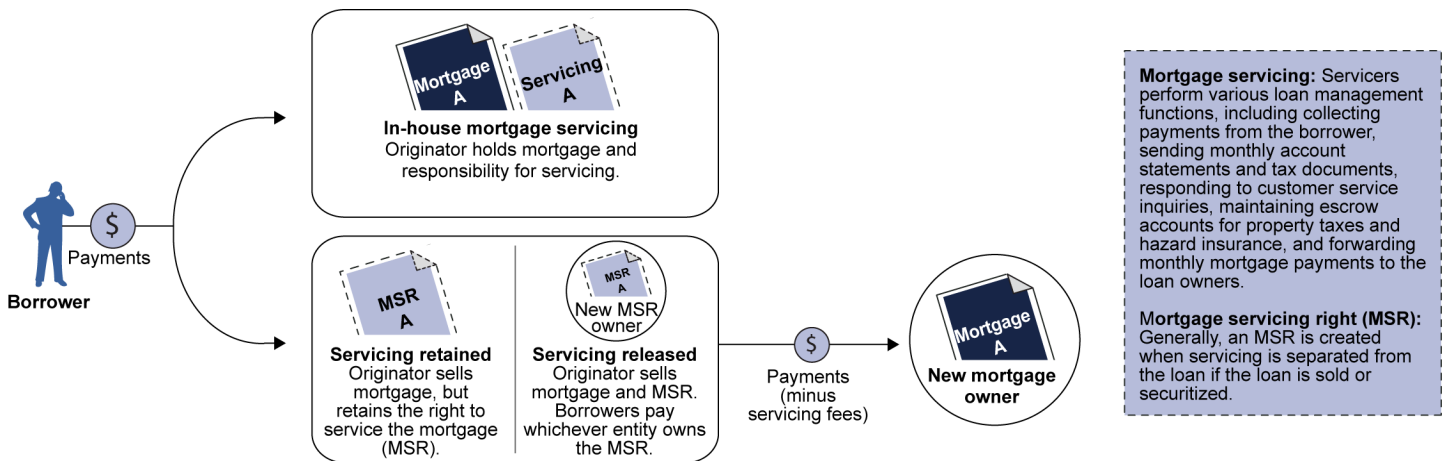 Borrower
$
Payments
Mortgage
A
Servicing
A
In-house mortgage servicing
Originator holds mortgage and
responsibility for servicing.
MSR
A
Servicing retained
Originator sells
mortgage, but
retains the right to
service the mortgage
(MSR).
MSR
A
New MSR
owner
Servicing released
Originator sells
mortgage and MSR.
Borrowers pay
whichever entity owns
the MSR.
$
Payments
(minus
servicing fees)
Mortgage
A
New mortgage
owner
Mortgage servicing: Servicers
perform various loan management
functions, including collecting
payments from the borrower,
sending monthly account
statements and tax documents,
responding to customer service
inquiries, maintaining escrow
accounts for property taxes and
hazard insurance, and forwarding
monthly mortgage payments to the
loan owners.
Mortgage servicing right (MSR):
Generally, an MSR is created
when servicing is separated from
the loan if the loan is sold or
securitized.